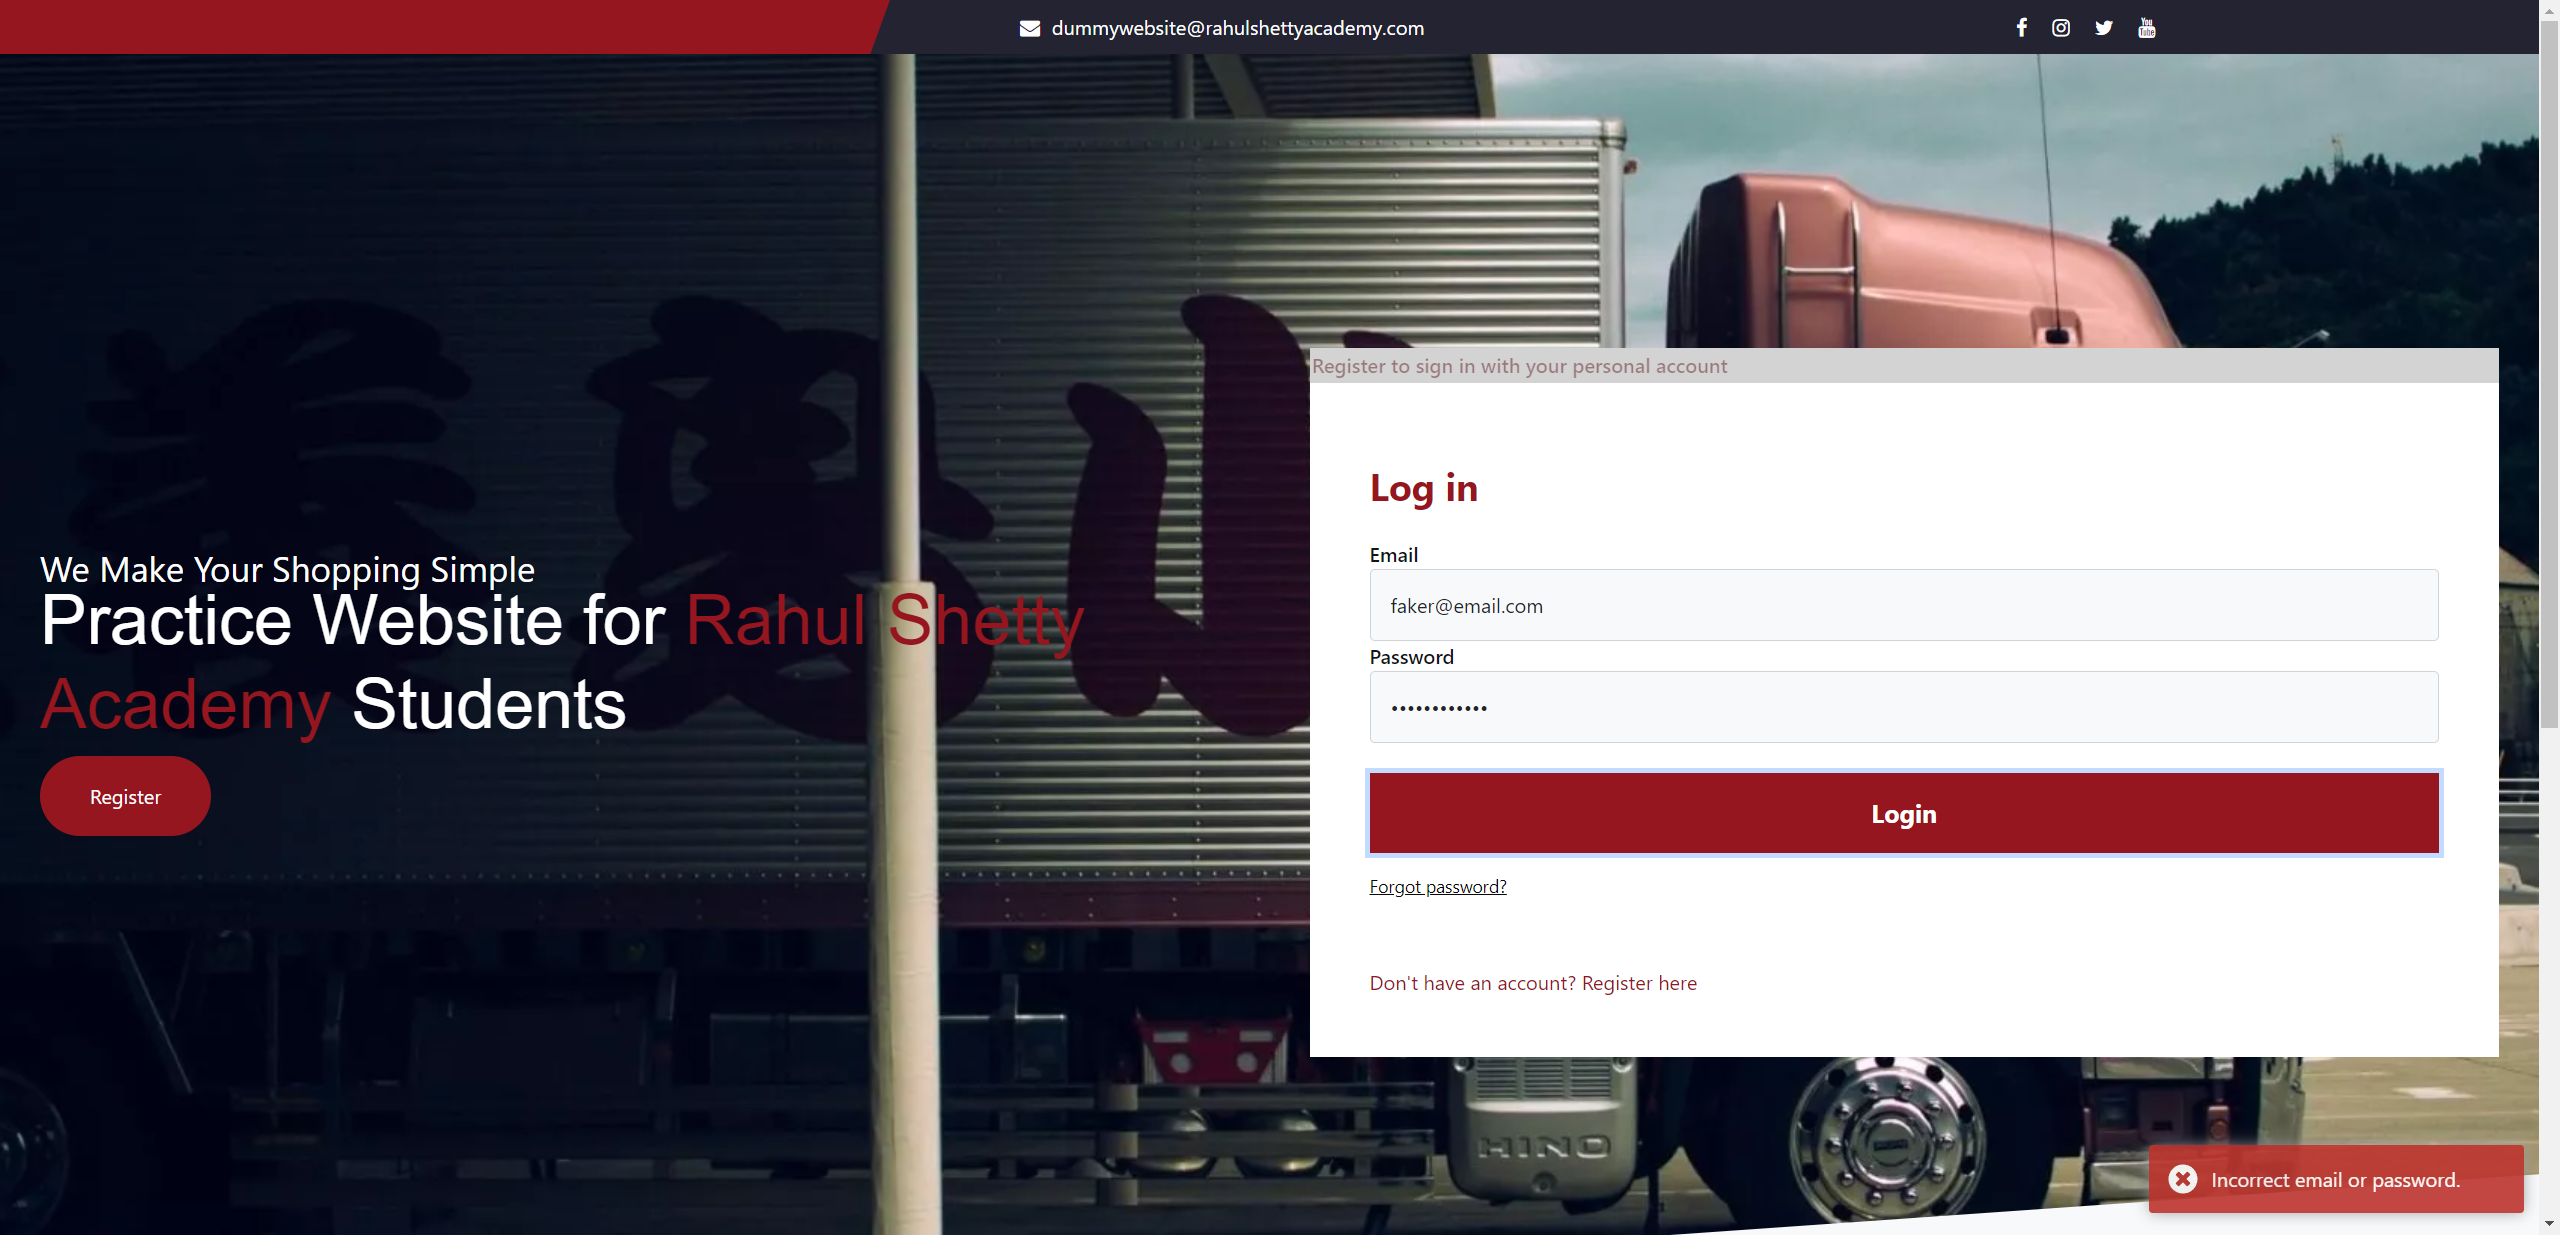 dummywebsite@rahulshettyacademy.com
We Make Your Shopping Simple
Practice Website for Rahul Shetty
Academy Students
Register
Register to sign in with your personal account
Log in
Email
faker@email.com
Password
••••••••••••
Login
Forgot password?
Don't have an account? Register here
HINO
Incorrect email or password.